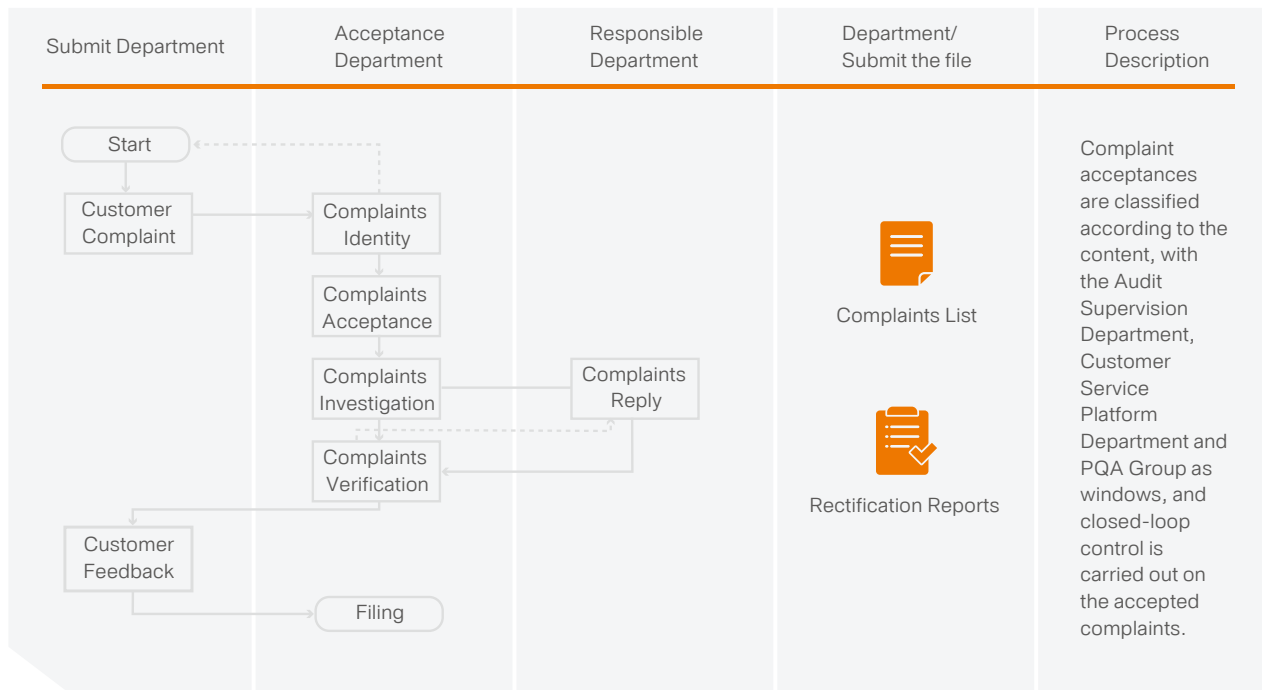 Submit Department
Acceptance
Department
Responsible
Department
Department/
Submit the file
Process
Description
Start
Customer
Complaint
Complaints
Identity
Complaints
Acceptance
Complaints
Investigation
Complaints
Reply
Complaints
Verification
Customer
Feedback
Filing
Complaints List
Rectification Reports
Complaint
acceptances
are classified
according to the
content, with
the Audit
Supervision
Department,
Customer
Service
Platform
Department and
PQA Group as
windows, and
closed-loop
control is
carried out on
the accepted
complaints.